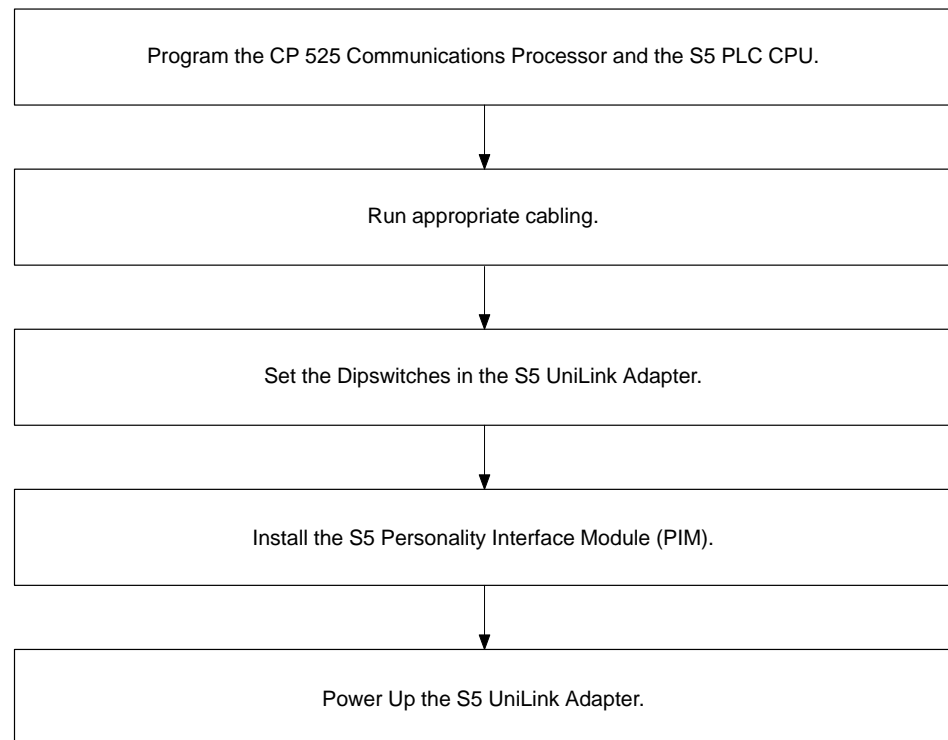 Program the CP 525 Communications Processor and the S5 PLC CPU.
Run appropriate cabling.
Set the Dipswitches in the S5 UniLink Adapter.
Install the S5 Personality Interface Module (PIM).
Power Up the S5 UniLink Adapter.